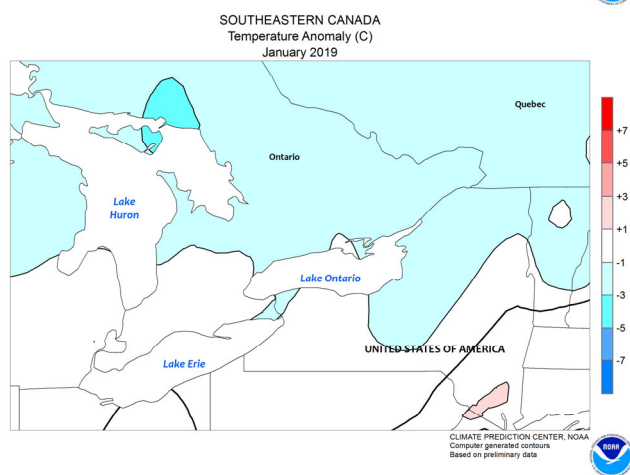 SOUTHEASTERN CANADA
Temperature Anomaly (C)
January 2019
Quebec
Ontario
Lake
Huron
Lake Ontario
UNITED STATES OF AMERICA
Lake Erie
+7
+5
+3
+1
-1
-3
-5
-7
CLIMATE PREDICTION CENTER, NOAA
Computer generated contours
Based on preliminary data
NOAA